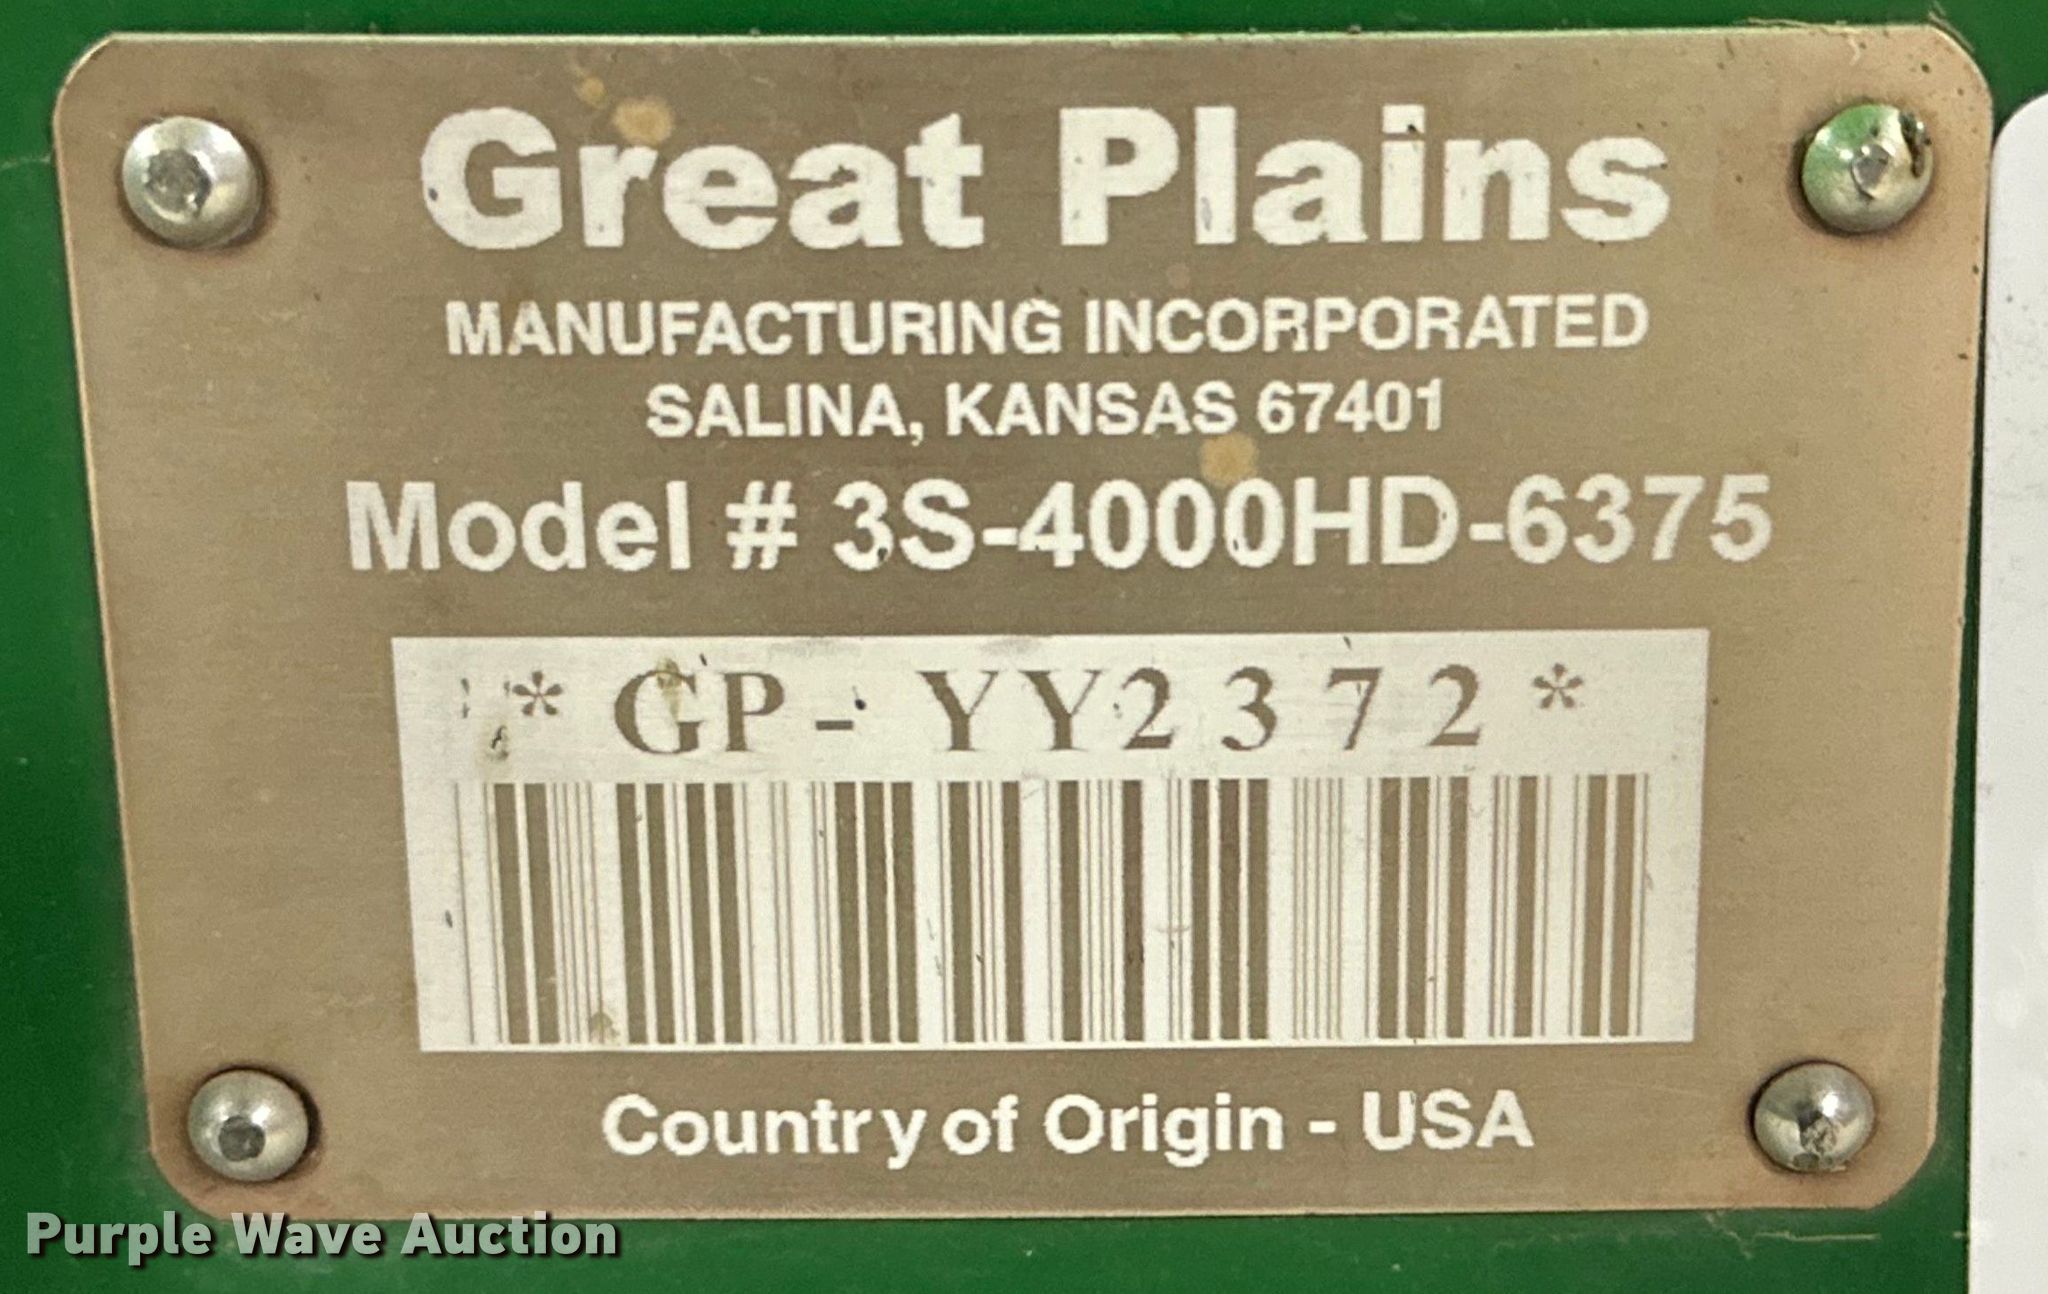 Great Plains
MANUFACTURING INCORPORATED
SALINA, KANSAS 67401
Model # 3S-4000HD-6375
*GP-YY2372*
Country of Origin - USA
Purple Wave Auction